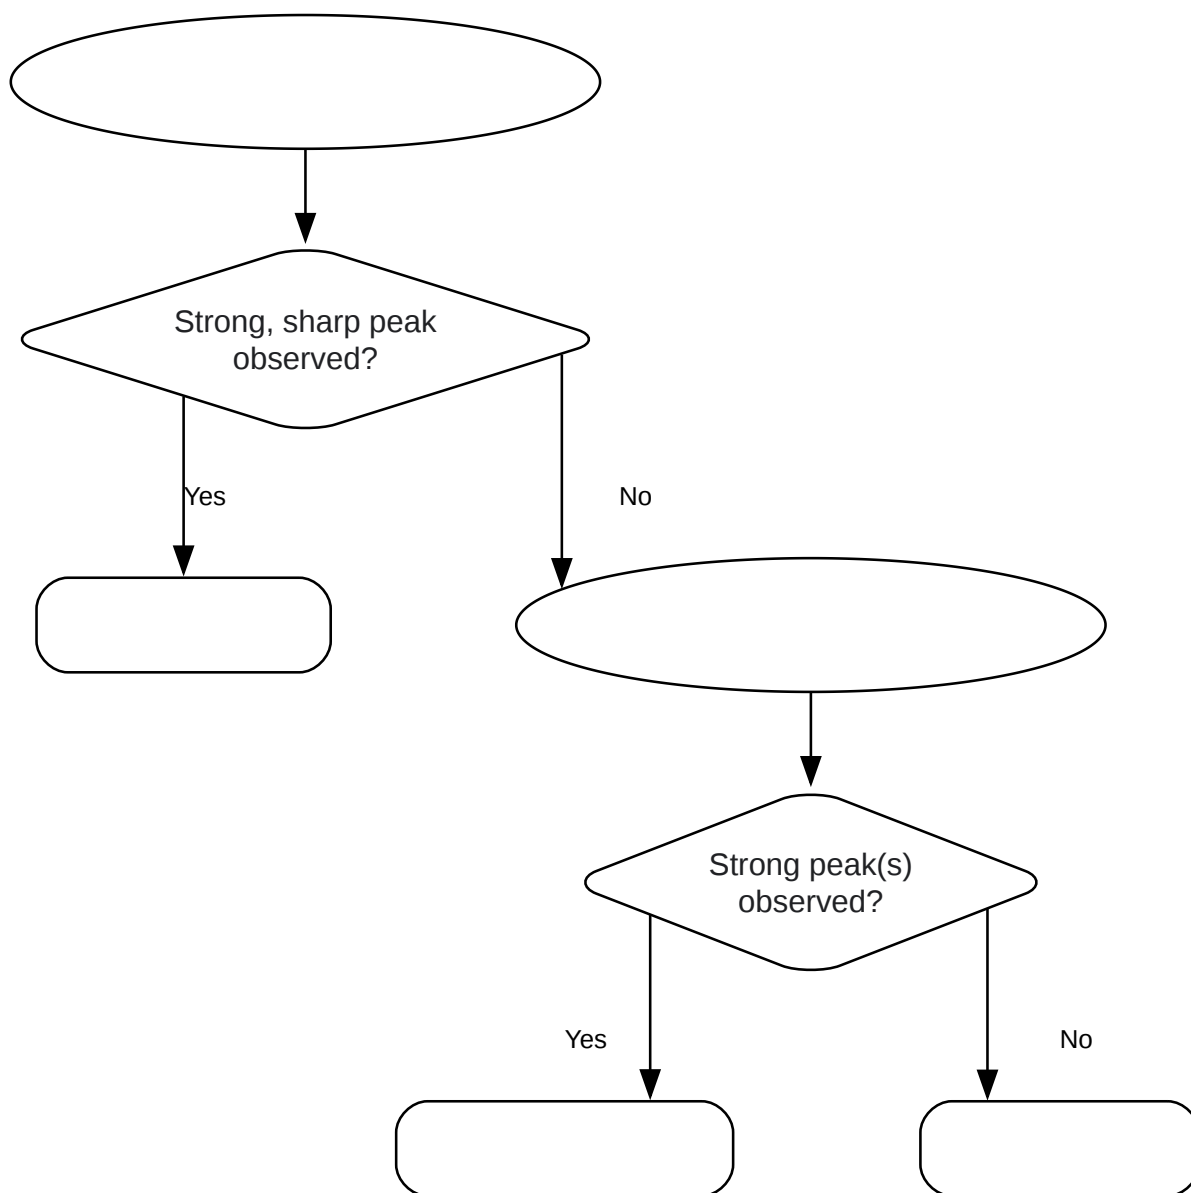 Strong, sharp peak
observed?
Yes
No
Strong peak(s)
observed?
Yes
No